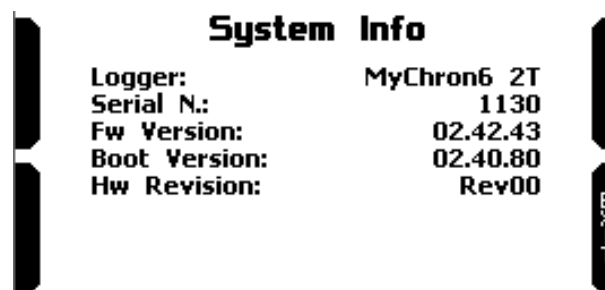 System Info
Logger: MyChron6 2T
Serial N.: 1130
Fw Version: 02.42.43
Boot Version: 02.40.80
Hw Revision: Rev00